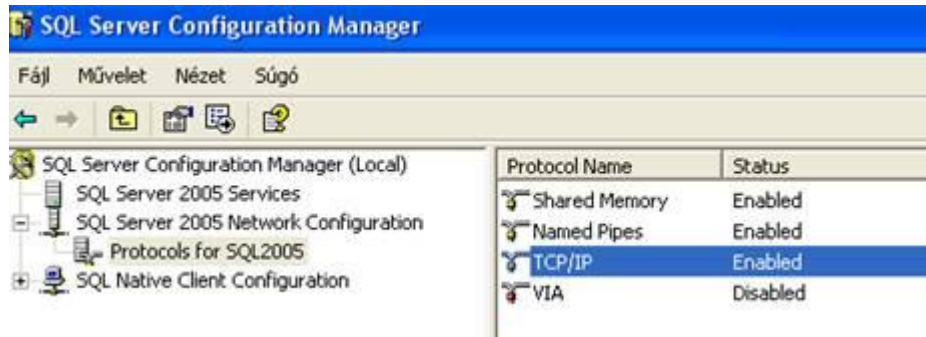 SQL Server Configuration Manager
Fájl Művelet Nézet Súgó
SQL Server Configuration Manager (Local)
SQL Server 2005 Services
SQL Server 2005 Network Configuration
Protocols for SQL2005
SQL Native Client Configuration
Protocol Name Status
Shared Memory Enabled
Named Pipes Enabled
TCP/IP Enabled
VIA Disabled